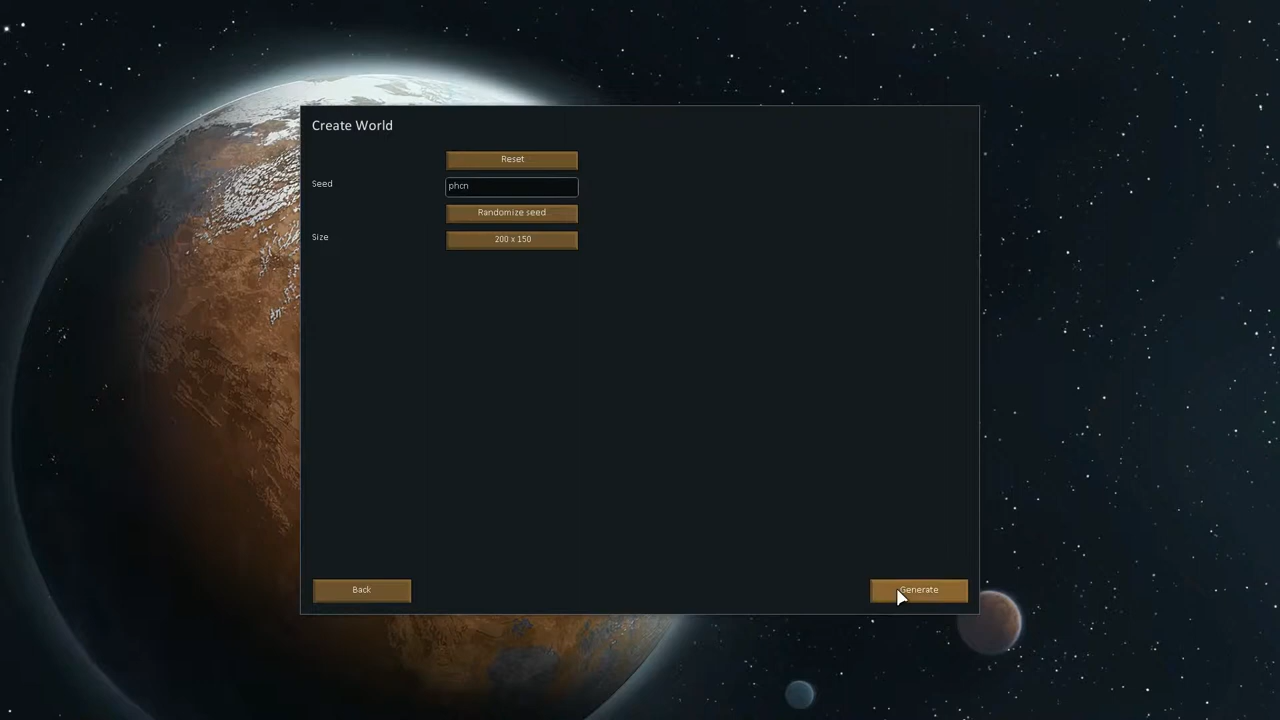 Create World
Reset
Seed
phcn
Randomize seed
Size
200 x 150
Back
Generate